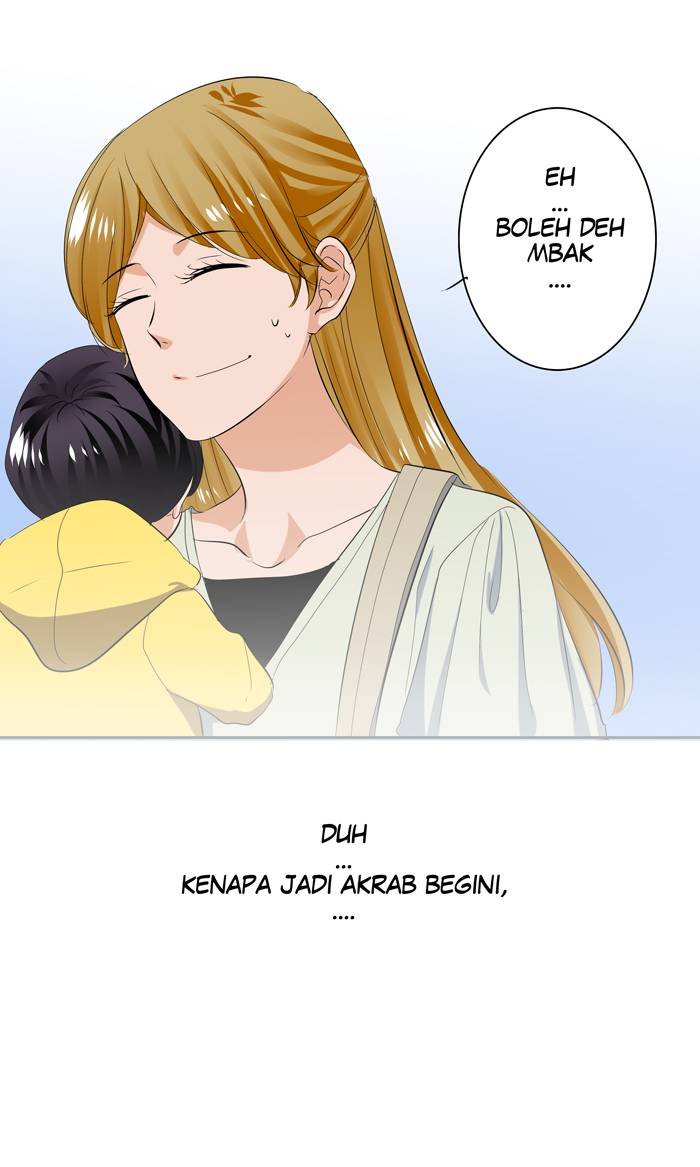 EH
...
BOLEH DEH
MBAK
....
DUH
...
KENAPA JADI AKRAB BEGINI,
....